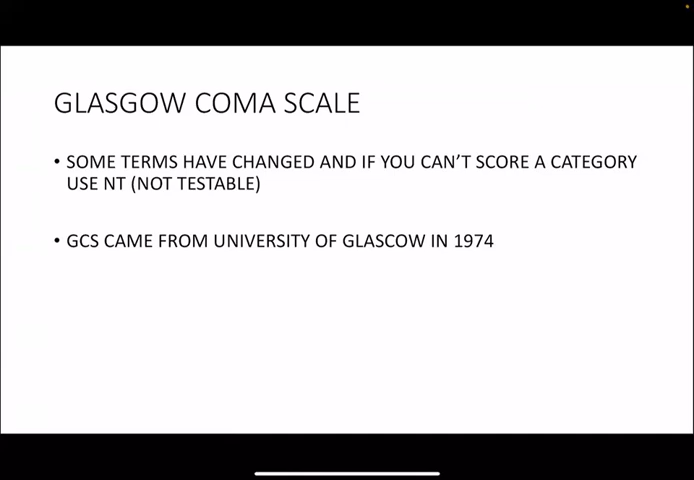 GLASGOW COMA SCALE
• SOME TERMS HAVE CHANGED AND IF YOU CAN'T SCORE A CATEGORY
USE NT (NOT TESTABLE)
• GCS CAME FROM UNIVERSITY OF GLASCOW IN 1974